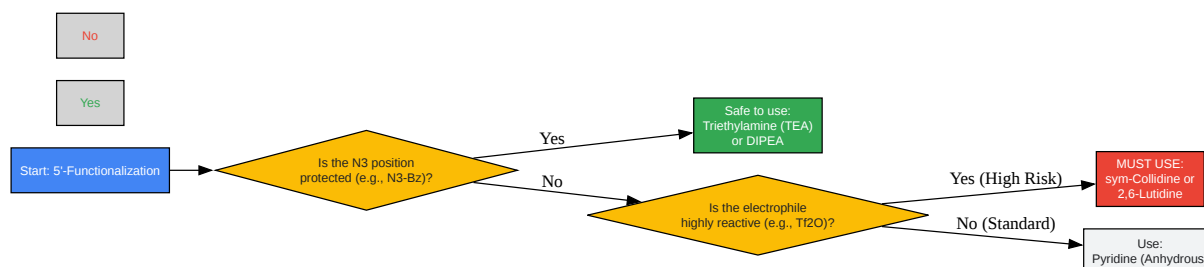 No
Yes
Start: 5'-Functionalization
Is the N3 position
protected (e.g., N3-Bz)?
Yes
No
Safe to use:
Triethylamine (TEA)
or DIPEA
Is the electrophile
highly reactive (e.g., Tf2O)?
Yes (High Risk)
No (Standard)
MUST USE:
sym-Collidine or
2,6-Lutidine
Use:
Pyridine (Anhydrous